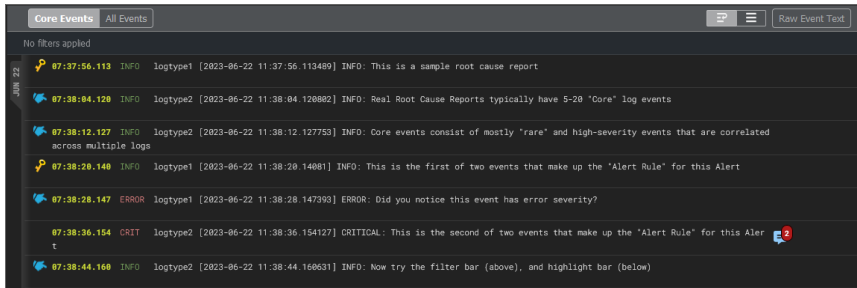 Core Events All Events Raw Event Text
No filters applied
JUN 22
07:37:56.113 INFO logtype1 [2023-06-22 11:37:56.113489] INFO: This is a sample root cause report
07:38:04.120 INFO logtype2 [2023-06-22 11:38:04.120802] INFO: Real Root Cause Reports typically have 5-20 "Core" log events
07:38:12.127 INFO logtype2 [2023-06-22 11:38:12.127753] INFO: Core events consist of mostly "rare" and high-severity events that are correlated
across multiple logs
07:38:20.140 INFO logtype1 [2023-06-22 11:38:20.14081] INFO: This is the first of two events that make up the "Alert Rule" for this Alert
07:38:28.147 ERROR logtype1 [2023-06-22 11:38:28.147393] ERROR: Did you notice this event has error severity?
07:38:36.154 CRIT logtype2 [2023-06-22 11:38:36.154127] CRITICAL: This is the second of two events that make up the "Alert Rule" for this Aler
t 2
07:38:44.160 INFO logtype2 [2023-06-22 11:38:44.160631] INFO: Now try the filter bar (above), and highlight bar (below)